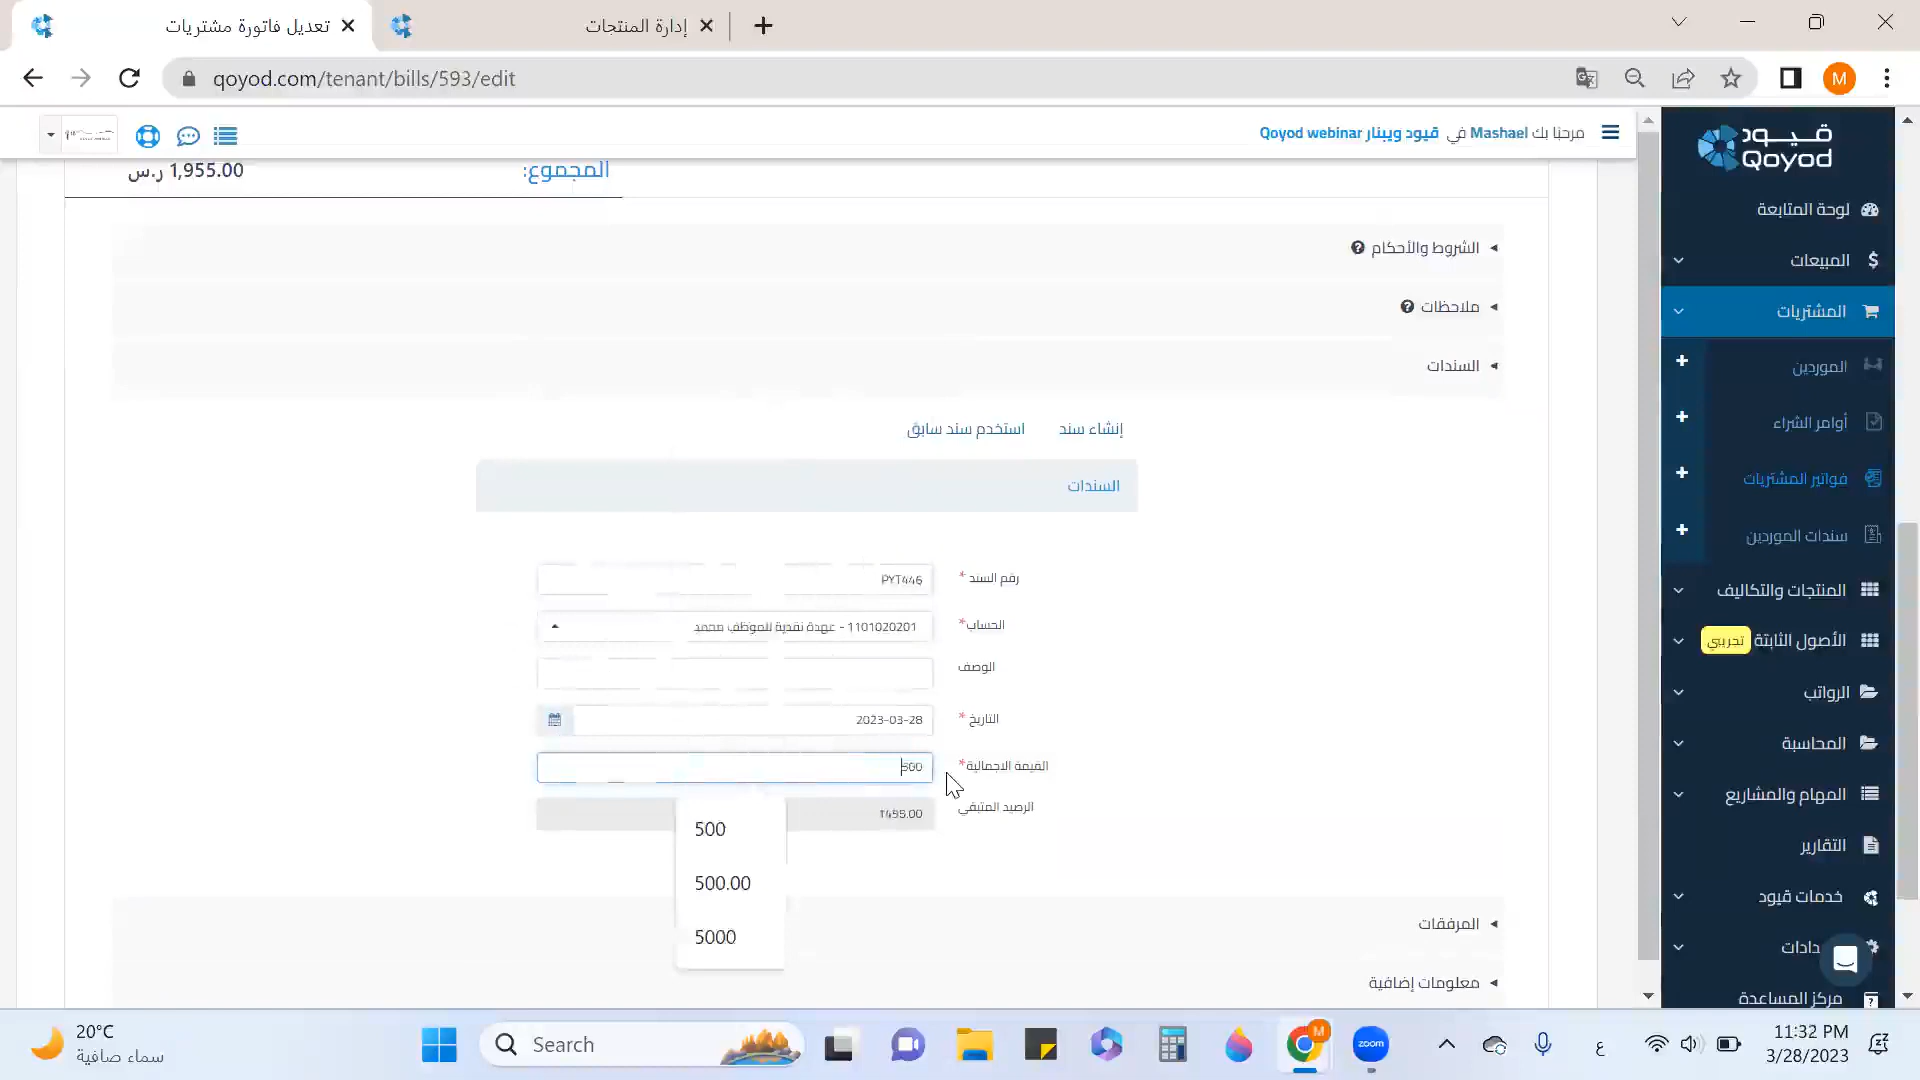 تعديل فاتورة مشتريات
إدارة المنتجات
qoyod.com/tenant/bills/593/edit
M
مرحبًا بك Mashael في قيود ويبنار Qoyod webinar
قيود
Qoyod
المجموع:
1,955.00 ر.س
الشروط والأحكام
ملاحظات
السندات
إنشاء سند
استخدم سند سابق
السندات
رقم السند *
PYT446
الحساب *
1101020201 - عهدة نقدية للموظف محمد
الوصف
التاريخ *
2023-03-28
القيمة الاجمالية *
500
الرصيد المتبقي
1455.00
500
500.00
5000
المرفقات
معلومات إضافية
لوحة المتابعة
المبيعات
المشتريات
الموردين
أوامر الشراء
فواتير المشتريات
سندات الموردين
المنتجات والتكاليف
الأصول الثابتة تجريبي
الرواتب
المحاسبة
المهام والمشاريع
التقارير
خدمات قيود
مركز المساعدة
20°C
سماء صافية
Search
M
zoom
ع
11:32 PM
3/28/2023